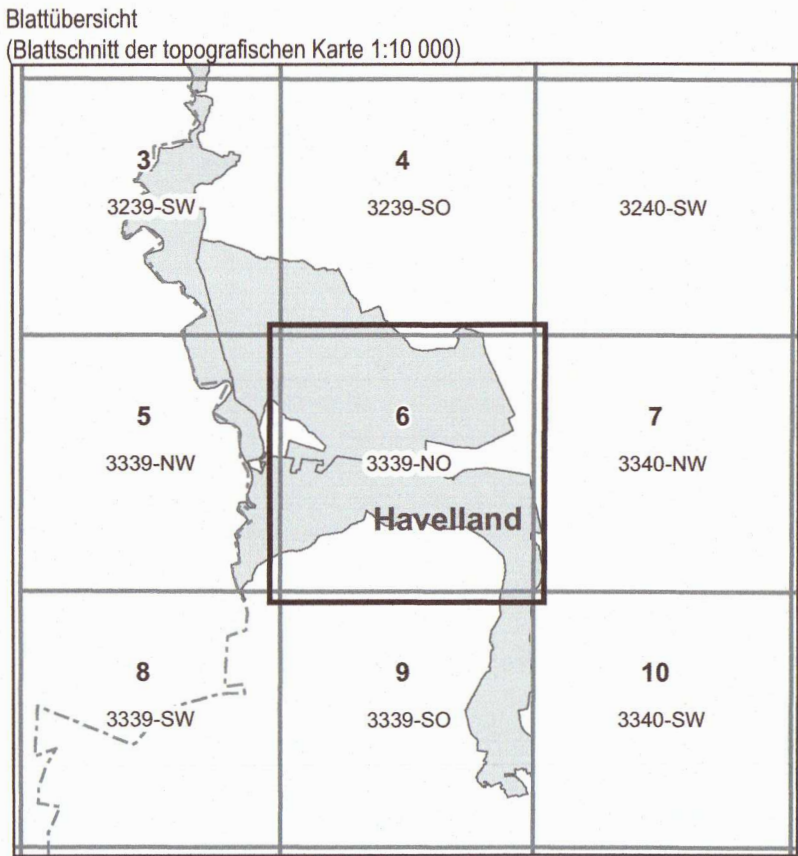 Blattübersicht
(Blattschnitt der topografischen Karte 1:10 000)
3
4
3239-SW
3239-SO
3240-SW
5
6
7
3339-NW
3339-NO
3340-NW
Havelland
8
9
10
3339-SW
3339-SO
3340-SW